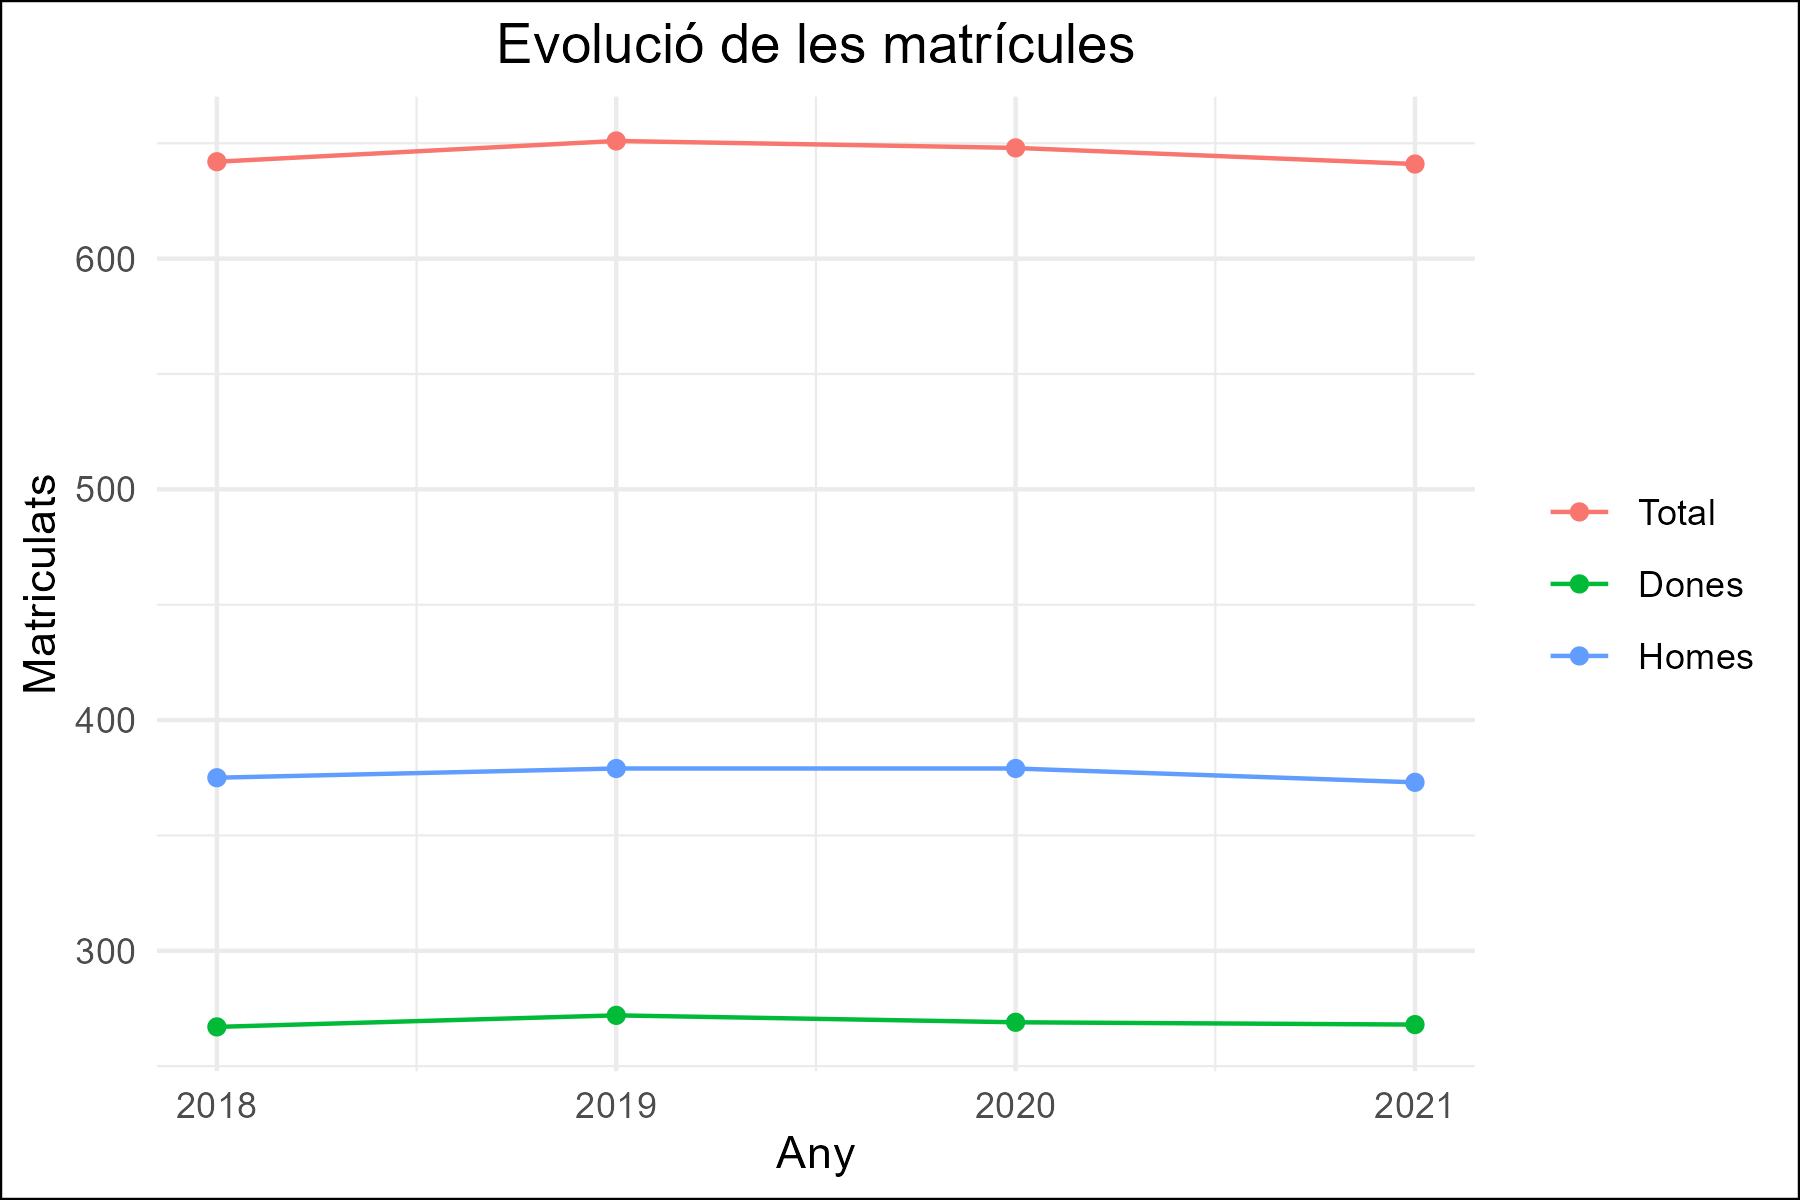 Evolució de les matrícules
Matriculats
600
500
400
300
2018
2019
2020
2021
Any
Total
Dones
Homes